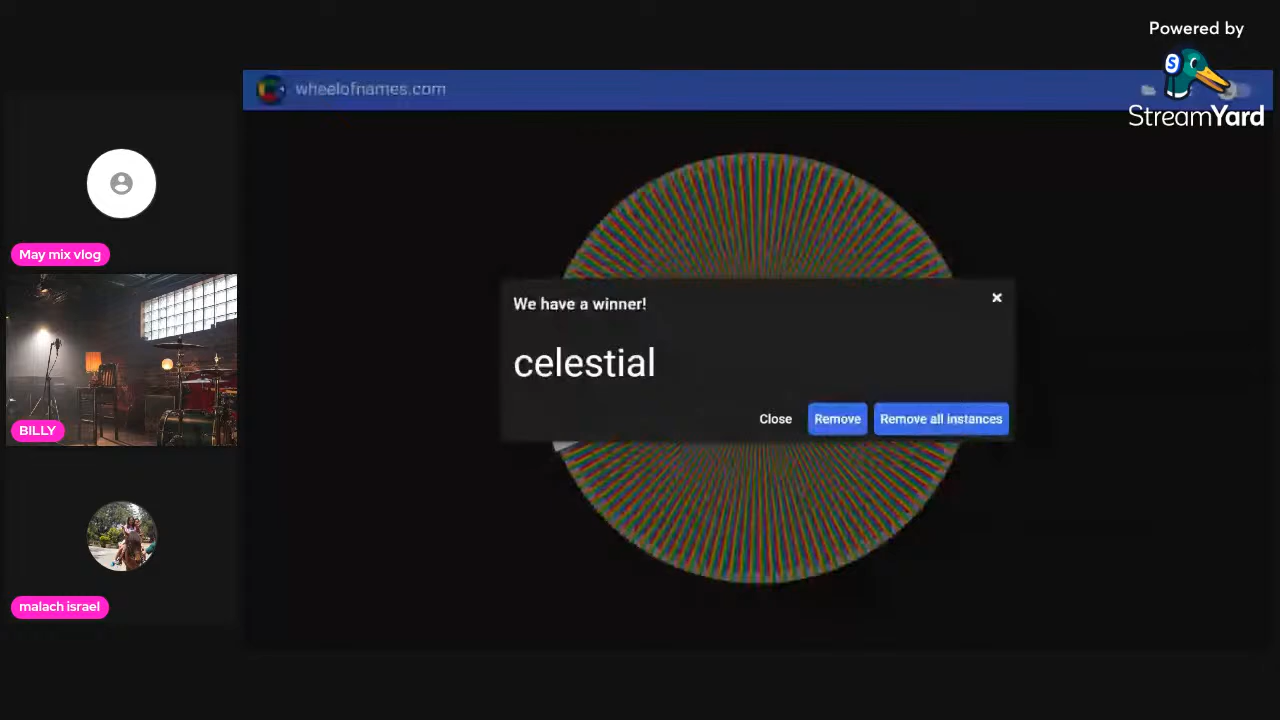 Powered by
StreamYard
wheelofnames.com
May mix vlog
We have a winner!
celestial
Close
Remove
Remove all instances
BILLY
malach israel